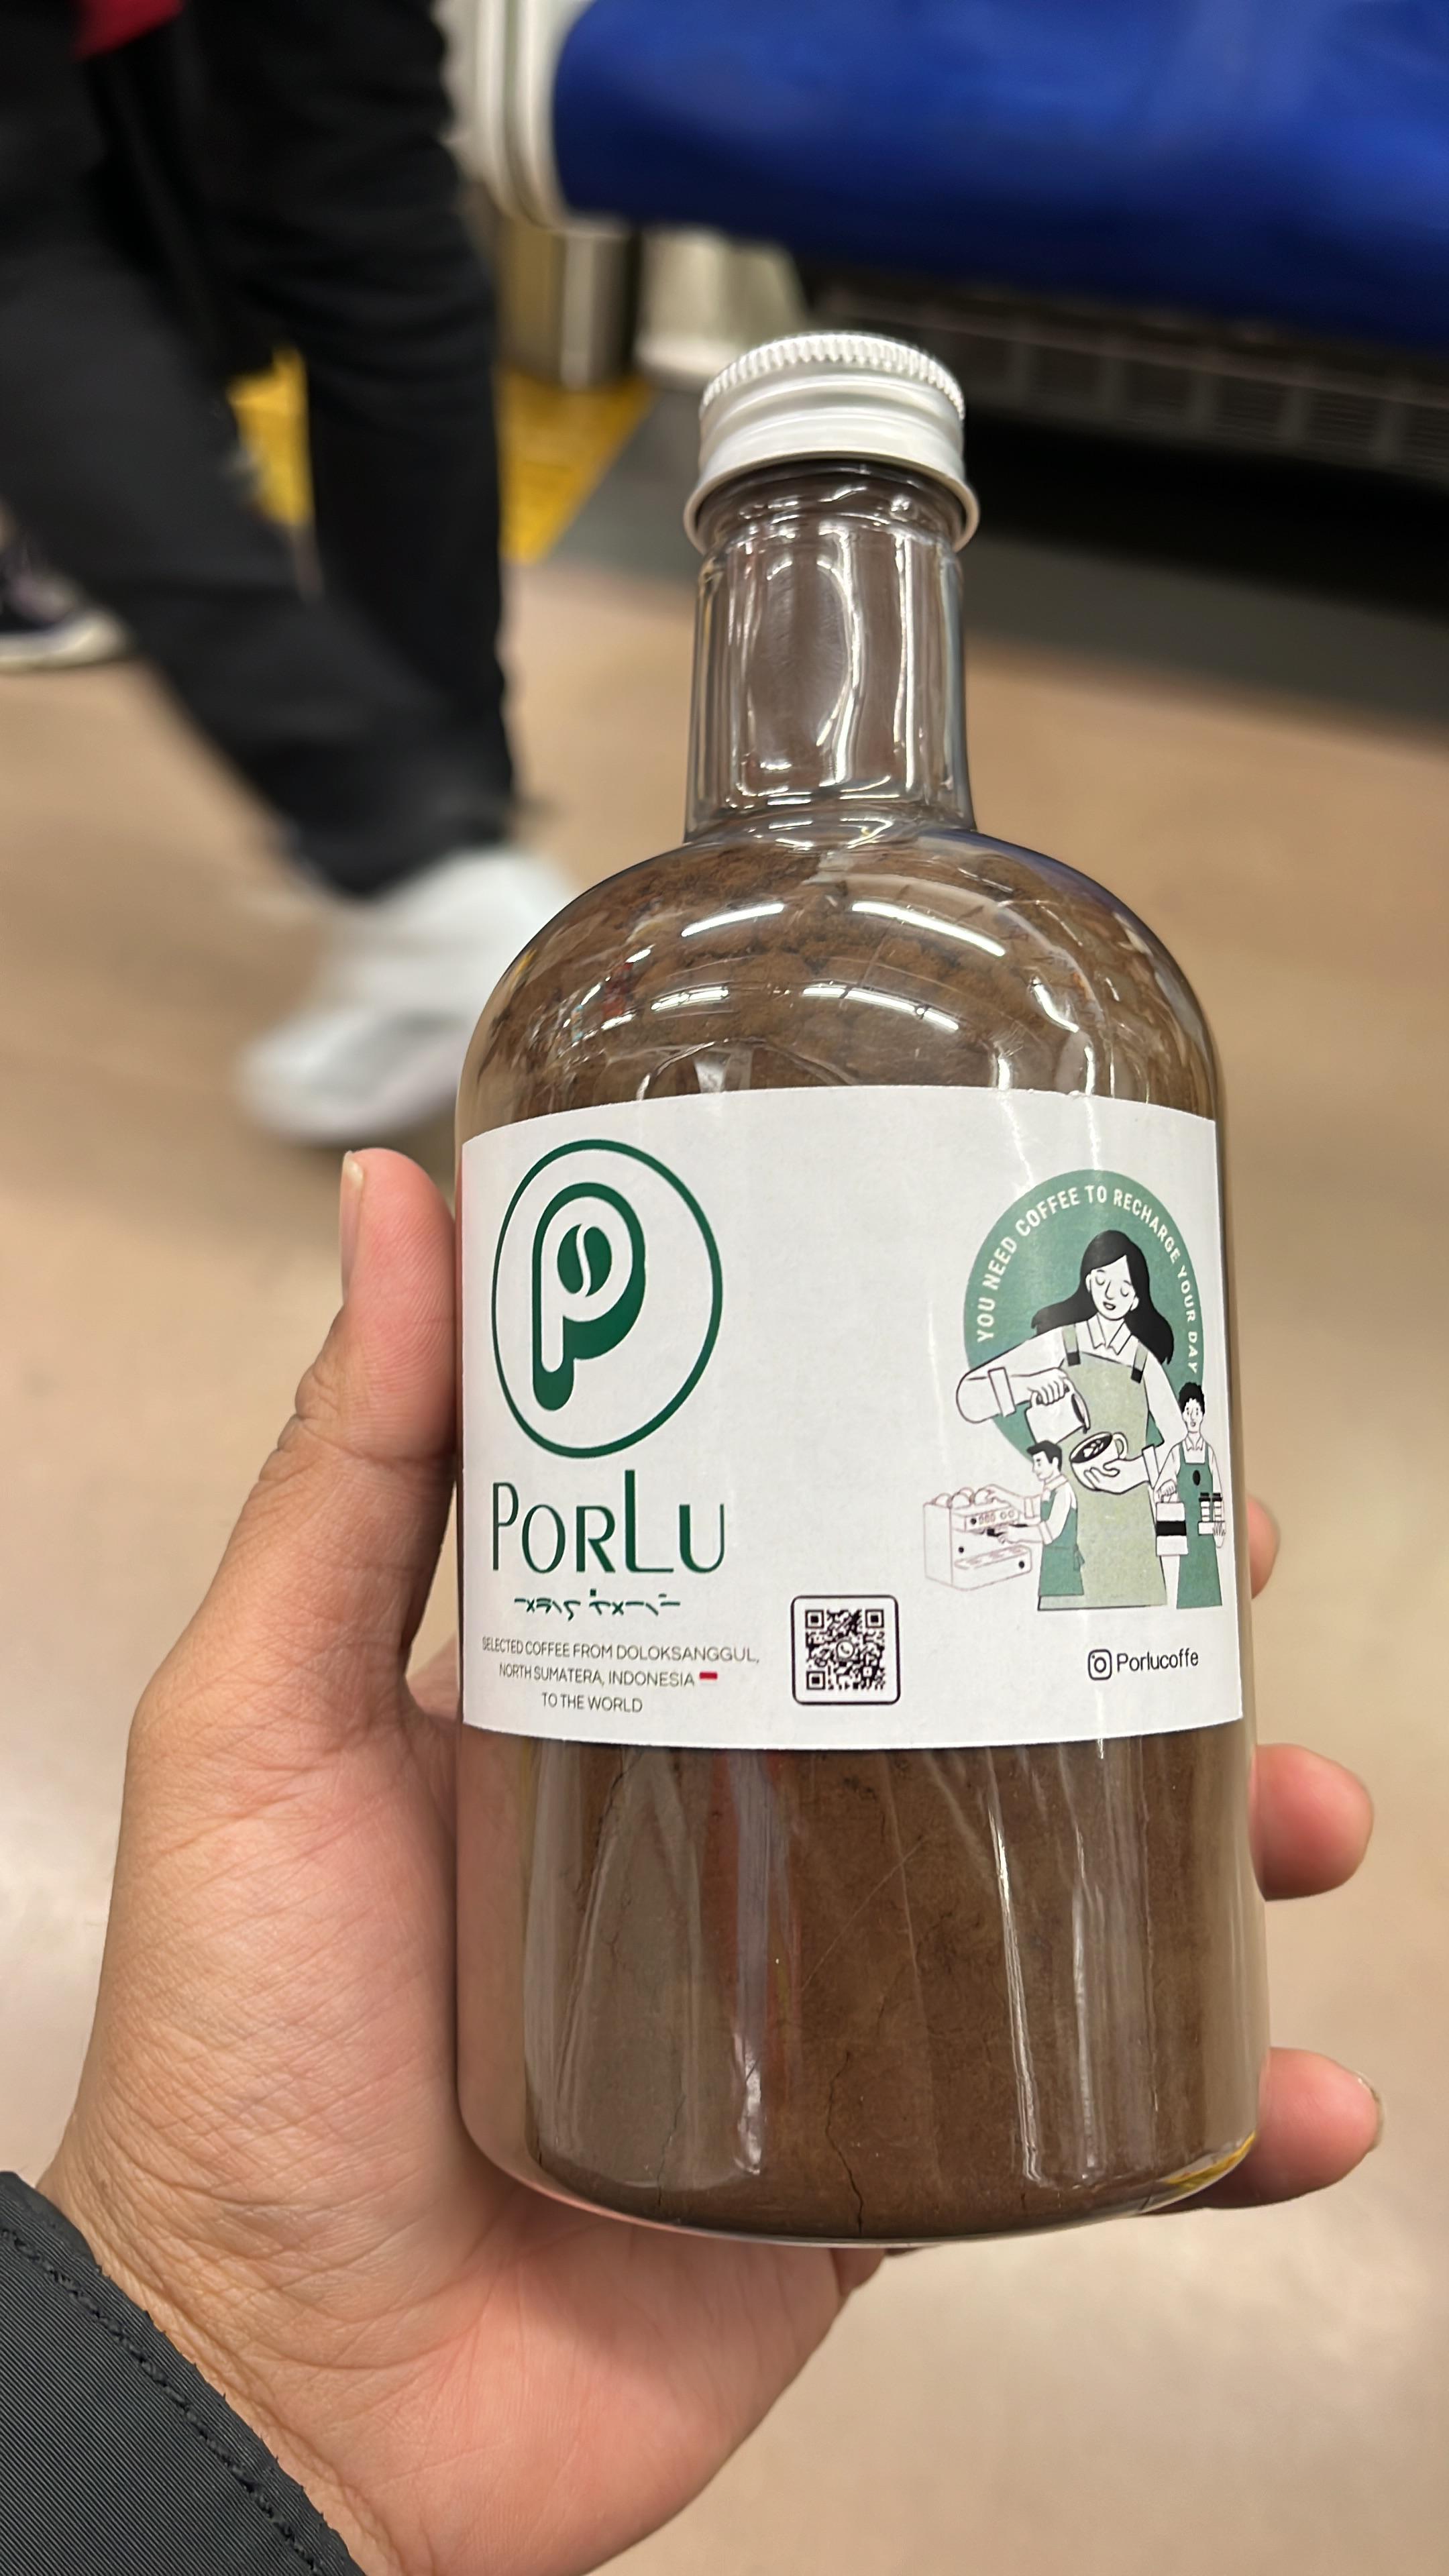 P
PORLU
SELECTED COFFEE FROM DOLOKSANGGUL,
NORTH SUMATERA, INDONESIA
TO THE WORLD
YOU NEED COFFEE TO RECHARGE YOUR DAY
Porlucoffe